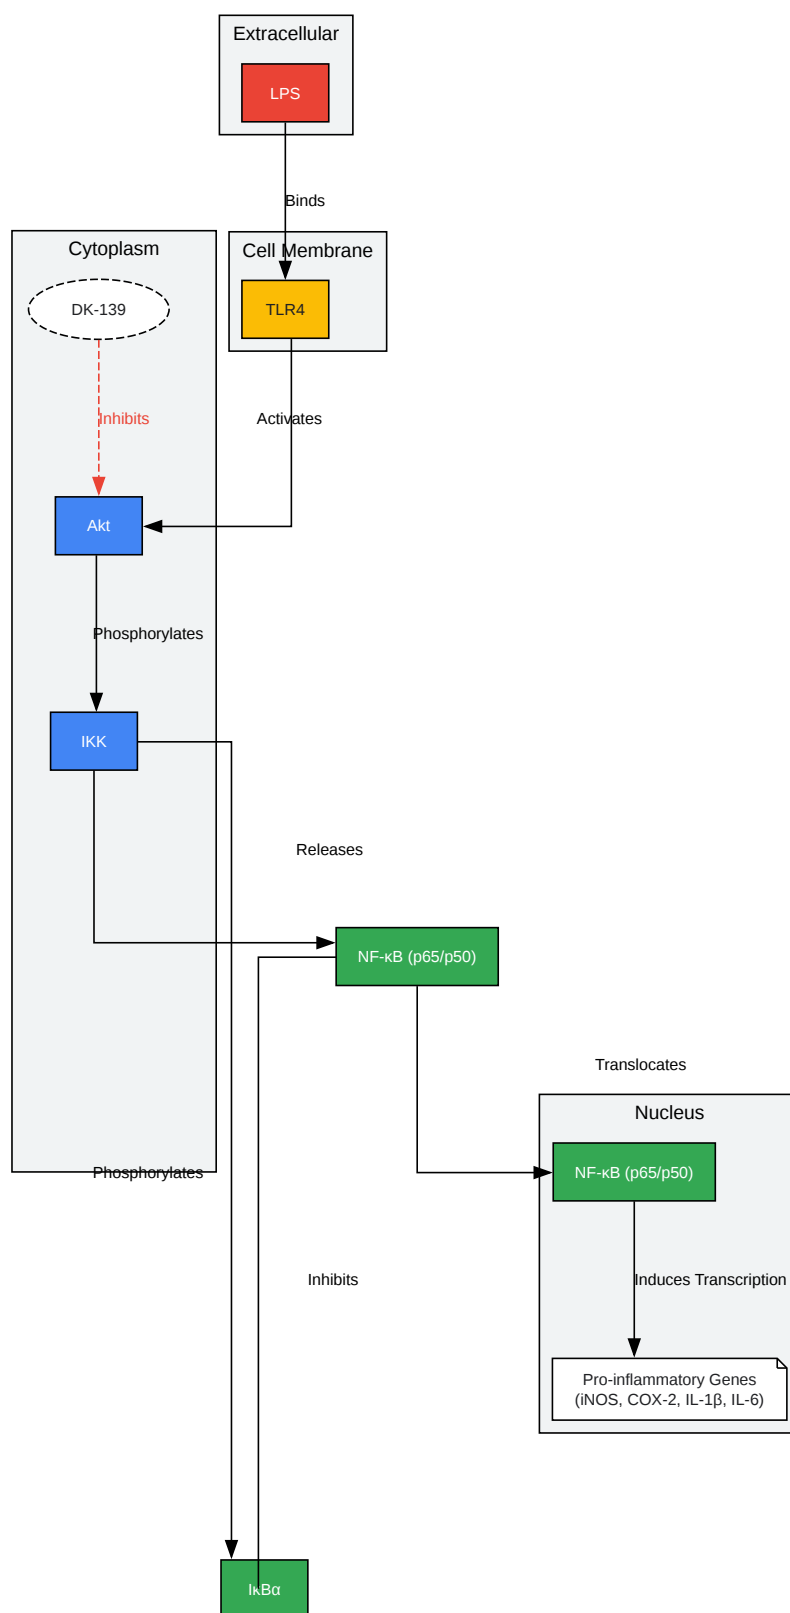 Extracellular
LPS
Binds
Cytoplasm
Cell Membrane
DK-139
TLR4
Inhibits
Activates
Akt
Phosphorylates
IKK
Releases
NF-κB (p65/p50)
Translocates
Nucleus
Phosphorylates
NF-κB (p65/p50)
Inhibits
Induces Transcription
Pro-inflammatory Genes
(iNOS, COX-2, IL-1β, IL-6)
IκBα